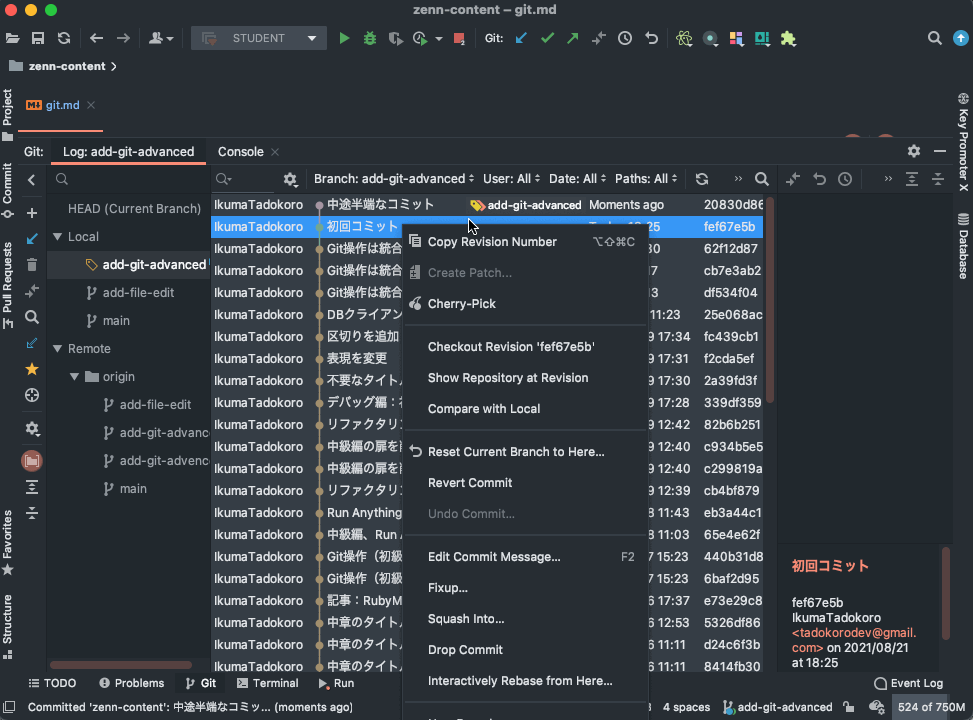 zenn-content – git.md
STUDENT
Git:
zenn-content
git.md
Project
Commit
Pull Requests
Favorites
Structure
Key Promoter X
Database
Git:
Log: add-git-advanced
Console
Branch: add-git-advanced
User: All
Date: All
Paths: All
HEAD (Current Branch)
Local
add-git-advanced
add-file-edit
main
Remote
origin
add-file-edit
add-git-advanc
add-git-advenc
main
IkumaTadokoro 中途半端なコミット add-git-advanced Moments ago 20830d86
IkumaTadokoro 初回コミット 25 fef67e5b
IkumaTadokoro Git操作は統合 30 62f12d87
IkumaTadokoro Git操作は統合 7 cb7e3ab2
IkumaTadokoro Git操作は統合 3 df534f04
IkumaTadokoro DBクライアン 11:23 25e068ac
IkumaTadokoro 区切りを追加 9 17:34 fc439cb1
IkumaTadokoro 表現を変更 9 17:31 f2cda5ef
IkumaTadokoro 不要なタイト 9 17:30 2a39fd3f
IkumaTadokoro デバッグ編： 9 17:28 339df359
IkumaTadokoro リファクタリ 9 12:42 82b6b251
IkumaTadokoro 中級編の扉を 9 12:40 c934b5e5
IkumaTadokoro 中級編の扉を 9 12:40 c299819a
IkumaTadokoro リファクタリ 9 12:39 cb4bf879
IkumaTadokoro Run Anything 9 11:13 eb3a44c1
IkumaTadokoro 中級編、Run 8 11:03 65e4e62f
IkumaTadokoro Git操作（初級 7 15:23 440b31d8
IkumaTadokoro Git操作（初級 7 15:23 6baf2d95
IkumaTadokoro 記事：RubyM 6 17:37 e73e29c8
IkumaTadokoro 中章のタイト 6 12:53 5326df86
IkumaTadokoro 中章のタイト 6 11:11 d24c6f3b
IkumaTadokoro 中章のタイト 6 11:11 8414fb30
Copy Revision Number ⌥⇧⌘C
Create Patch...
Cherry-Pick
Checkout Revision 'fef67e5b'
Show Repository at Revision
Compare with Local
Reset Current Branch to Here...
Revert Commit
Undo Commit...
Edit Commit Message... F2
Fixup...
Squash Into...
Drop Commit
Interactively Rebase from Here...
初回コミット
fef67e5b
IkumaTadokoro
<tadokorodev@gmail.
com> on 2021/08/21
at 18:25
TODO
Problems
Git
Terminal
Run
Event Log
Committed 'zenn-content': 中途半端なコミッ... (moments ago)
4 spaces
add-git-advanced
524 of 750M